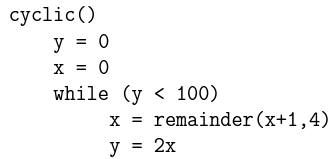 cyclic()
    y = 0
    x = 0
    while (y < 100)
        x = remainder(x+1,4)
        y = 2x